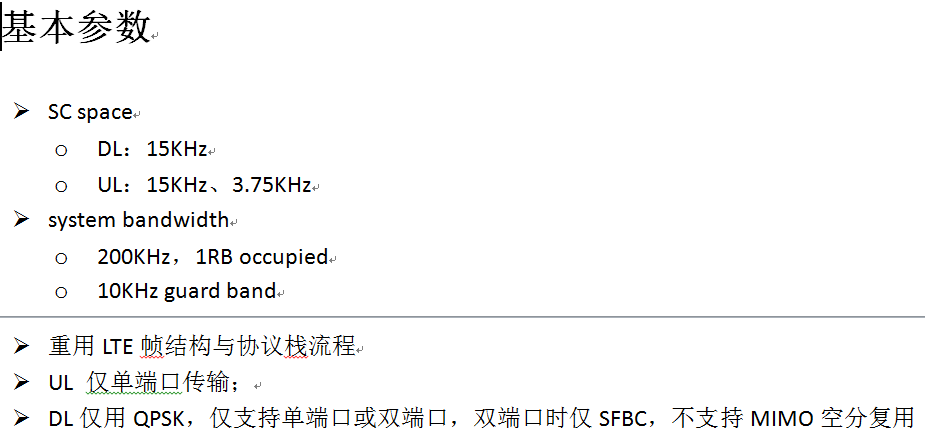 基本参数
SC space
DL：15KHz
UL：15KHz、3.75KHz
system bandwidth
200KHz，1RB occupied
10KHz guard band
重用 LTE 帧结构与协议栈流程
UL 仅单端口传输；
DL 仅用 QPSK，仅支持单端口或双端口，双端口时仅 SFBC，不支持 MIMO 空分复用